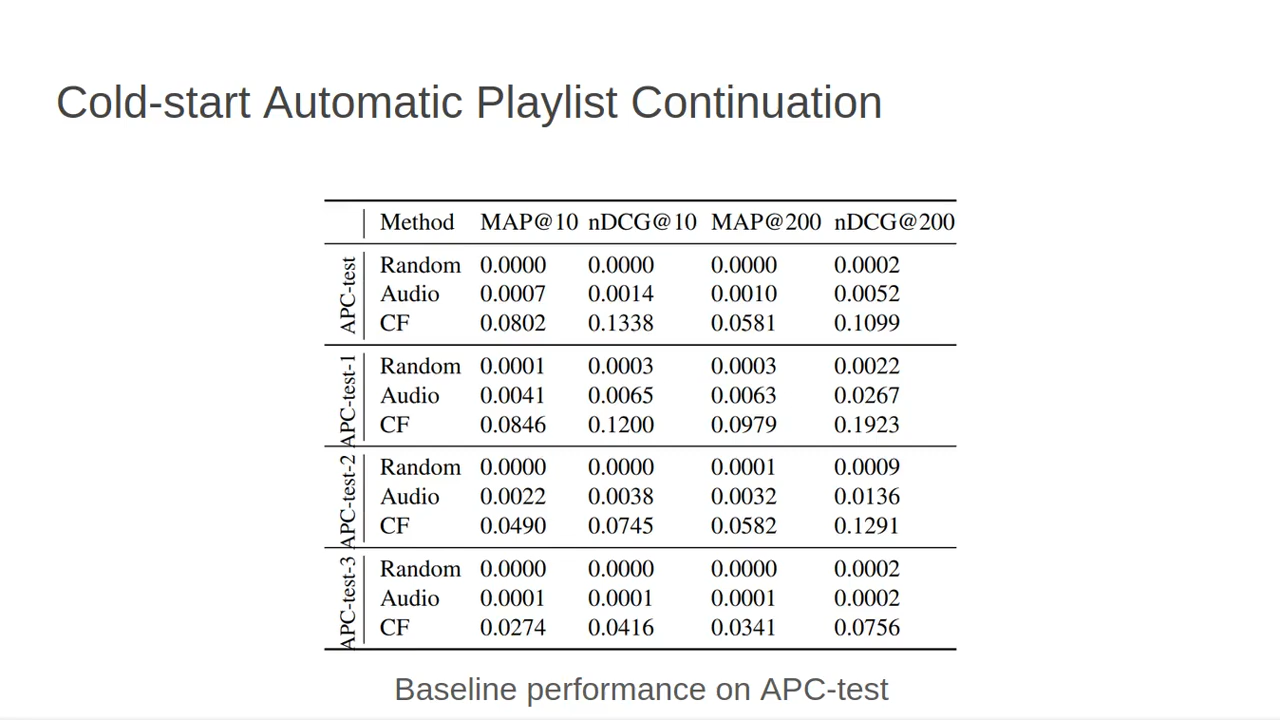 Cold-start Automatic Playlist Continuation
Method MAP@10 nDCG@10 MAP@200 nDCG@200
APC-test
Random 0.0000 0.0000 0.0000 0.0002
Audio 0.0007 0.0014 0.0010 0.0052
CF 0.0802 0.1338 0.0581 0.1099
APC-test-1
Random 0.0001 0.0003 0.0003 0.0022
Audio 0.0041 0.0065 0.0063 0.0267
CF 0.0846 0.1200 0.0979 0.1923
APC-test-2
Random 0.0000 0.0000 0.0001 0.0009
Audio 0.0022 0.0038 0.0032 0.0136
CF 0.0490 0.0745 0.0582 0.1291
APC-test-3
Random 0.0000 0.0000 0.0000 0.0002
Audio 0.0001 0.0001 0.0001 0.0002
CF 0.0274 0.0416 0.0341 0.0756
Baseline performance on APC-test